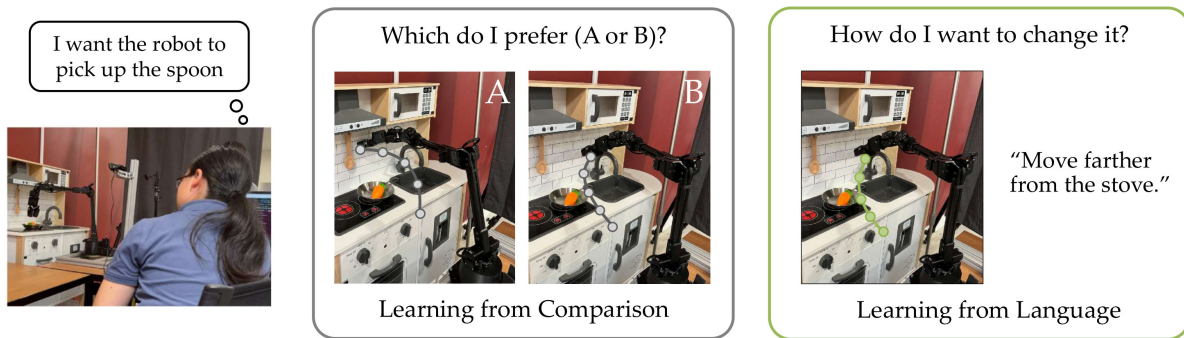 I want the robot to
pick up the spoon
Which do I prefer (A or B)?
A
B
Learning from Comparison
How do I want to change it?
“Move farther
from the stove.”
Learning from Language